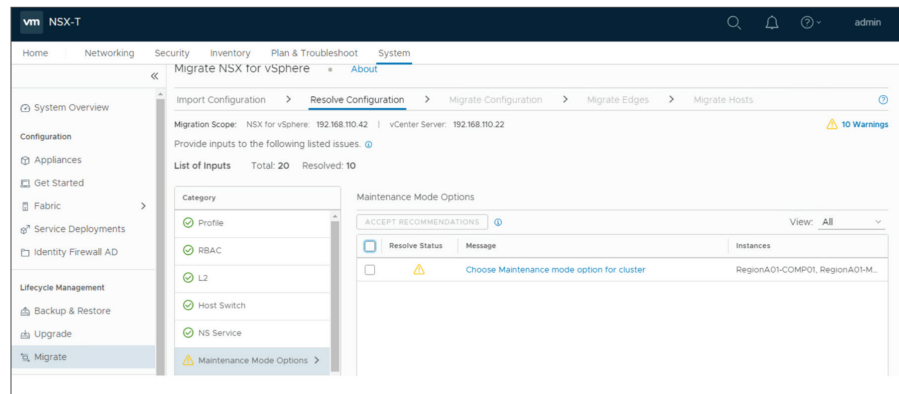 vm NSX-T admin
Home Networking Security Inventory Plan & Troubleshoot System
«
Migrate NSX for vSphere • About
System Overview
Configuration
Appliances
Get Started
Fabric >
Service Deployments
Identity Firewall AD
Lifecycle Management
Backup & Restore
Upgrade
Migrate
Import Configuration > Resolve Configuration > Migrate Configuration > Migrate Edges > Migrate Hosts
Migration Scope: NSX for vSphere: 192.168.110.42 | vCenter Server: 192.168.110.22 10 Warnings
Provide inputs to the following listed issues.
List of Inputs Total: 20 Resolved: 10
Category
Profile
RBAC
L2
Host Switch
NS Service
Maintenance Mode Options >
Maintenance Mode Options
ACCEPT RECOMMENDATIONS View: All
Resolve Status Message Instances
Choose Maintenance mode option for cluster RegionA01-COMP01, RegionA01-M...